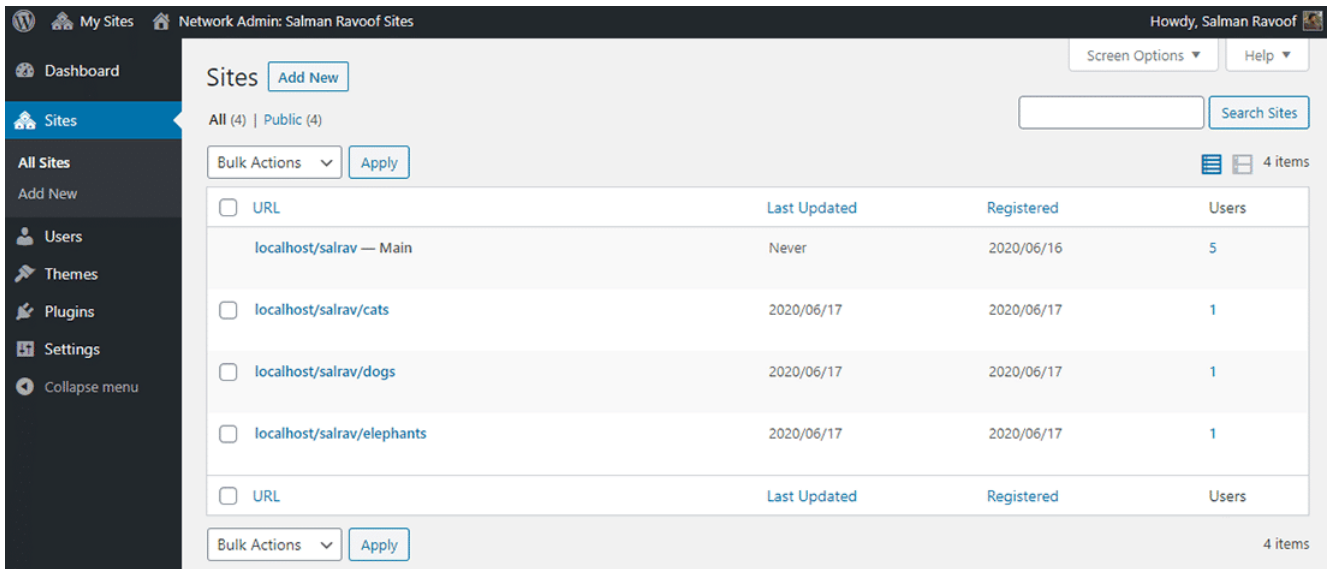 My Sites Network Admin: Salman Ravoof Sites Howdy, Salman Ravoof
Dashboard
Sites
All Sites
Add New
Users
Themes
Plugins
Settings
Collapse menu
Screen Options ▼ Help ▼
Sites Add New
All (4) | Public (4)
Search Sites
Bulk Actions Apply 4 items
URL Last Updated Registered Users
localhost/salrav — Main Never 2020/06/16 5
localhost/salrav/cats 2020/06/17 2020/06/17 1
localhost/salrav/dogs 2020/06/17 2020/06/17 1
localhost/salrav/elephants 2020/06/17 2020/06/17 1
URL Last Updated Registered Users
Bulk Actions Apply 4 items